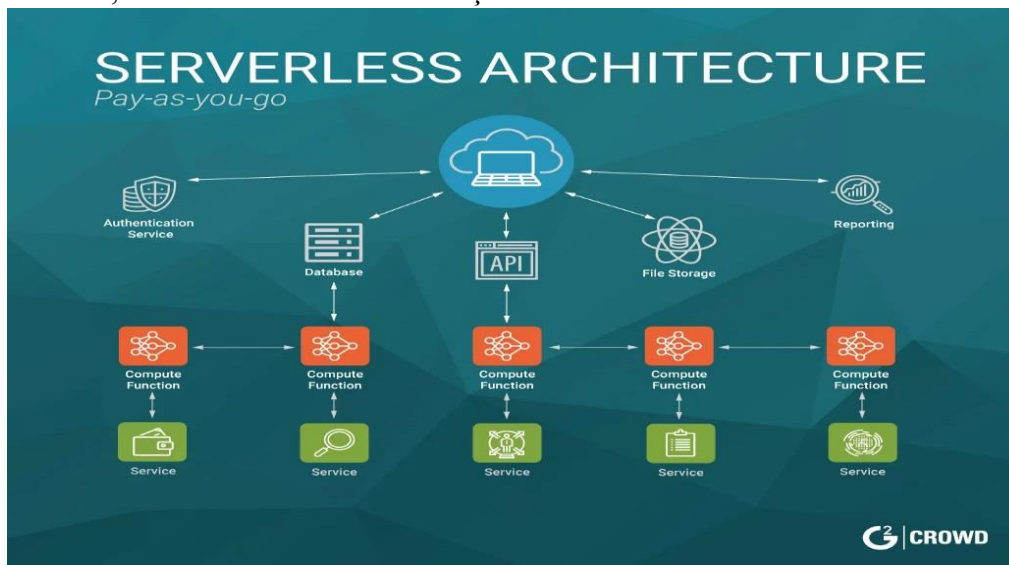 SERVERLESS ARCHITECTURE
Pay-as-you-go
Authentication
Service
Database
API
File Storage
Reporting
Compute
Function
Compute
Function
Compute
Function
Compute
Function
Compute
Function
Service
Service
Service
Service
Service
G2 | CROWD